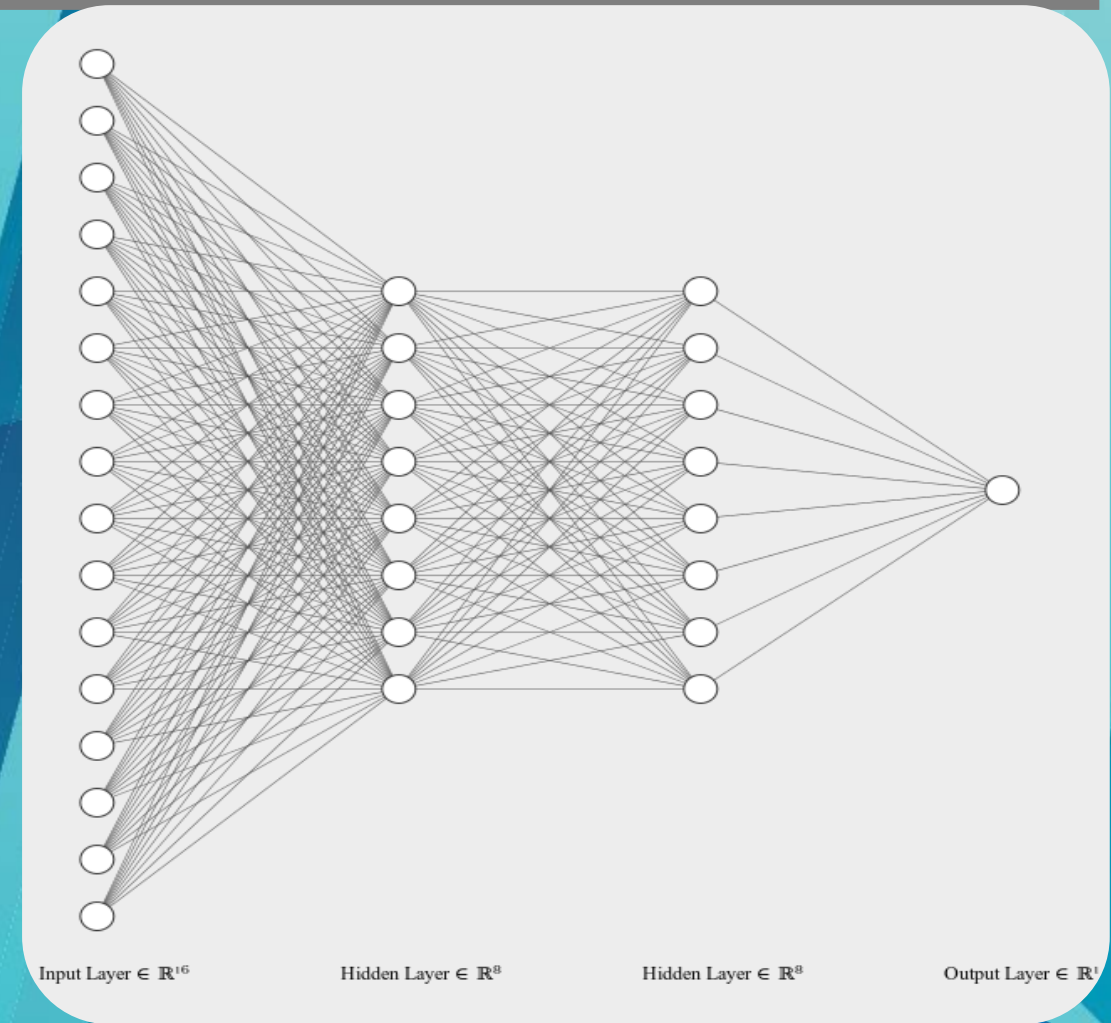 Input Layer ∈ ℝ¹⁶
Hidden Layer ∈ ℝ⁸
Hidden Layer ∈ ℝ⁸
Output Layer ∈ ℝ¹